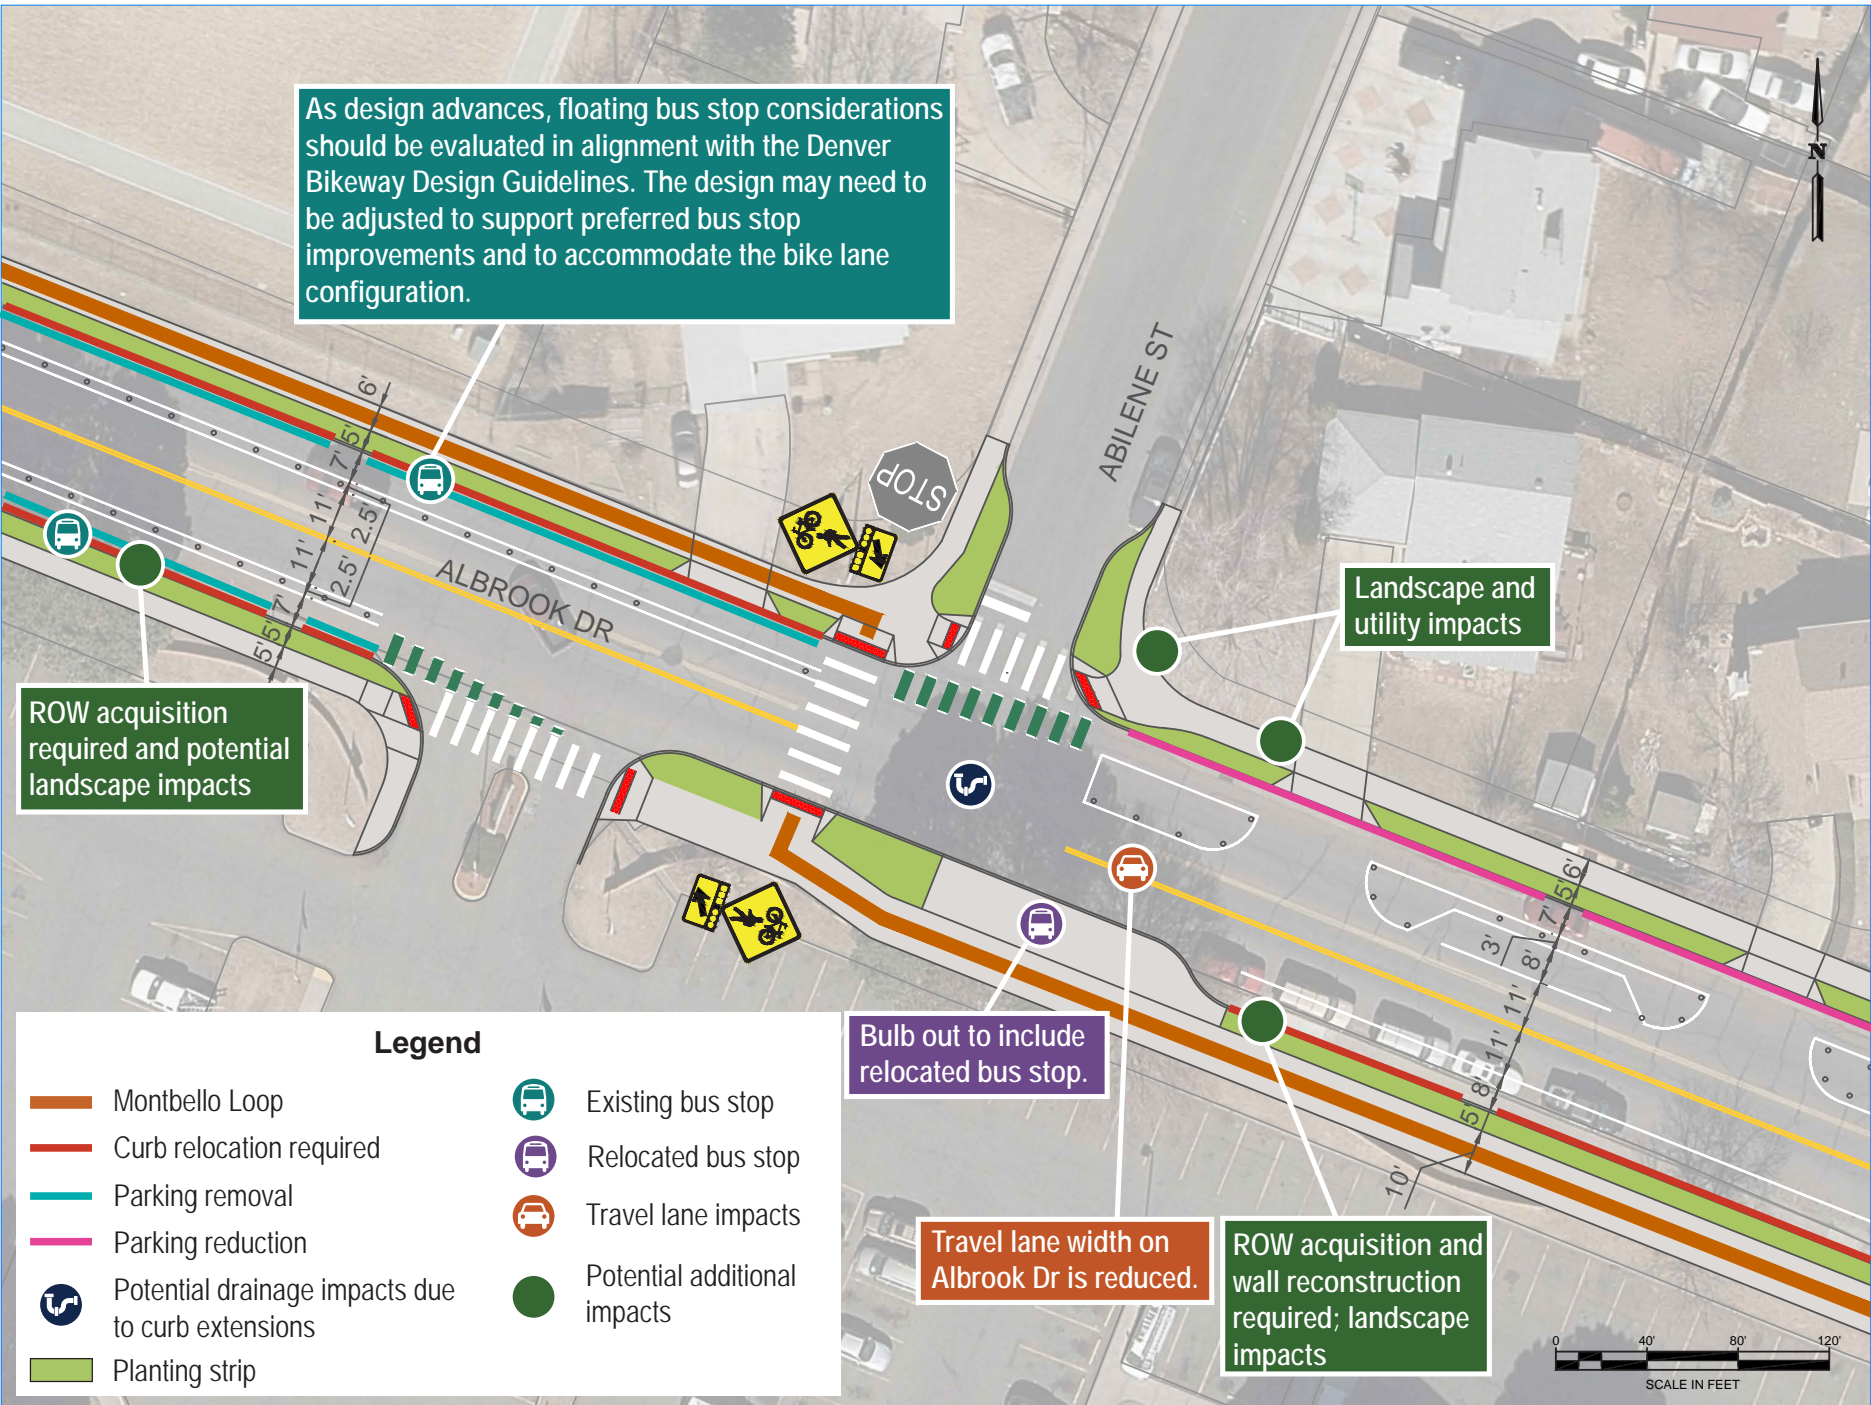 As design advances, floating bus stop considerations
should be evaluated in alignment with the Denver
Bikeway Design Guidelines. The design may need to
be adjusted to support preferred bus stop
improvements and to accommodate the bike lane
configuration.
N
ABILENE ST
ALBROOK DR
STOP
6'
5'
7'
11'
2.5'
11'
2.5'
7'
5'
5'
Landscape and
utility impacts
ROW acquisition
required and potential
landscape impacts
6'
5'
7'
3'
8'
11'
11'
8'
5'
10'
Bulb out to include
relocated bus stop.
Travel lane width on
Albrook Dr is reduced.
ROW acquisition and
wall reconstruction
required; landscape
impacts
Legend
Montbello Loop
Curb relocation required
Parking removal
Parking reduction
Potential drainage impacts due
to curb extensions
Planting strip
Existing bus stop
Relocated bus stop
Travel lane impacts
Potential additional
impacts
0 40' 80' 120'
SCALE IN FEET